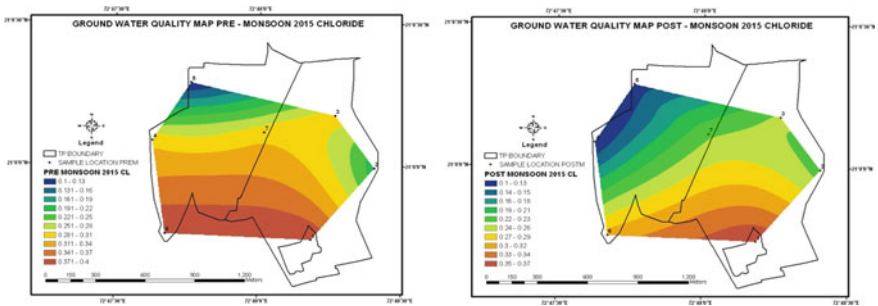 GROUND WATER QUALITY MAP PRE - MONSOON 2015 CHLORIDE
Legend
TP BOUNDARY
SAMPLE LOCATION PREM
PRE MONSOON 2015 CL
0.1 - 0.13
0.131 - 0.16
0.161 - 0.19
0.191 - 0.22
0.221 - 0.25
0.251 - 0.28
0.281 - 0.31
0.311 - 0.34
0.341 - 0.37
0.371 - 0.4
0
300
600
900
1,200
Meters
GROUND WATER QUALITY MAP POST - MONSOON 2015 CHLORIDE
Legend
TP BOUNDARY
SAMPLE LOCATION POSTM
POST MONSOON 2015 CL
0.1 - 0.13
0.14 - 0.15
0.16 - 0.18
0.19 - 0.21
0.22 - 0.23
0.24 - 0.26
0.27 - 0.29
0.3 - 0.32
0.33 - 0.34
0.35 - 0.37
0
300
600
900
1,200
Meters